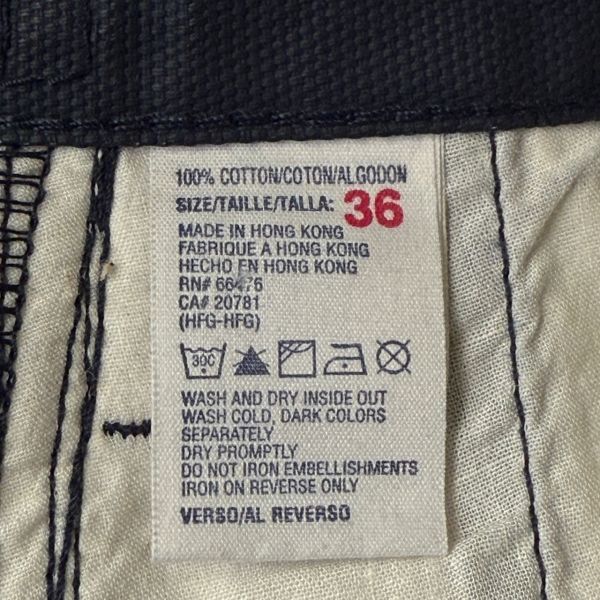 100% COTTON/COTON/ALGODON
SIZE/TAILLE/TALLA: 36
MADE IN HONG KONG
FABRIQUE A HONG KONG
HECHO EN HONG KONG
RN# 66476
CA# 20781
(HFG-HFG)
30C
WASH AND DRY INSIDE OUT
WASH COLD, DARK COLORS
SEPARATELY
DRY PROMPTLY
DO NOT IRON EMBELLISHMENTS
IRON ON REVERSE ONLY
VERSO/AL REVERSO